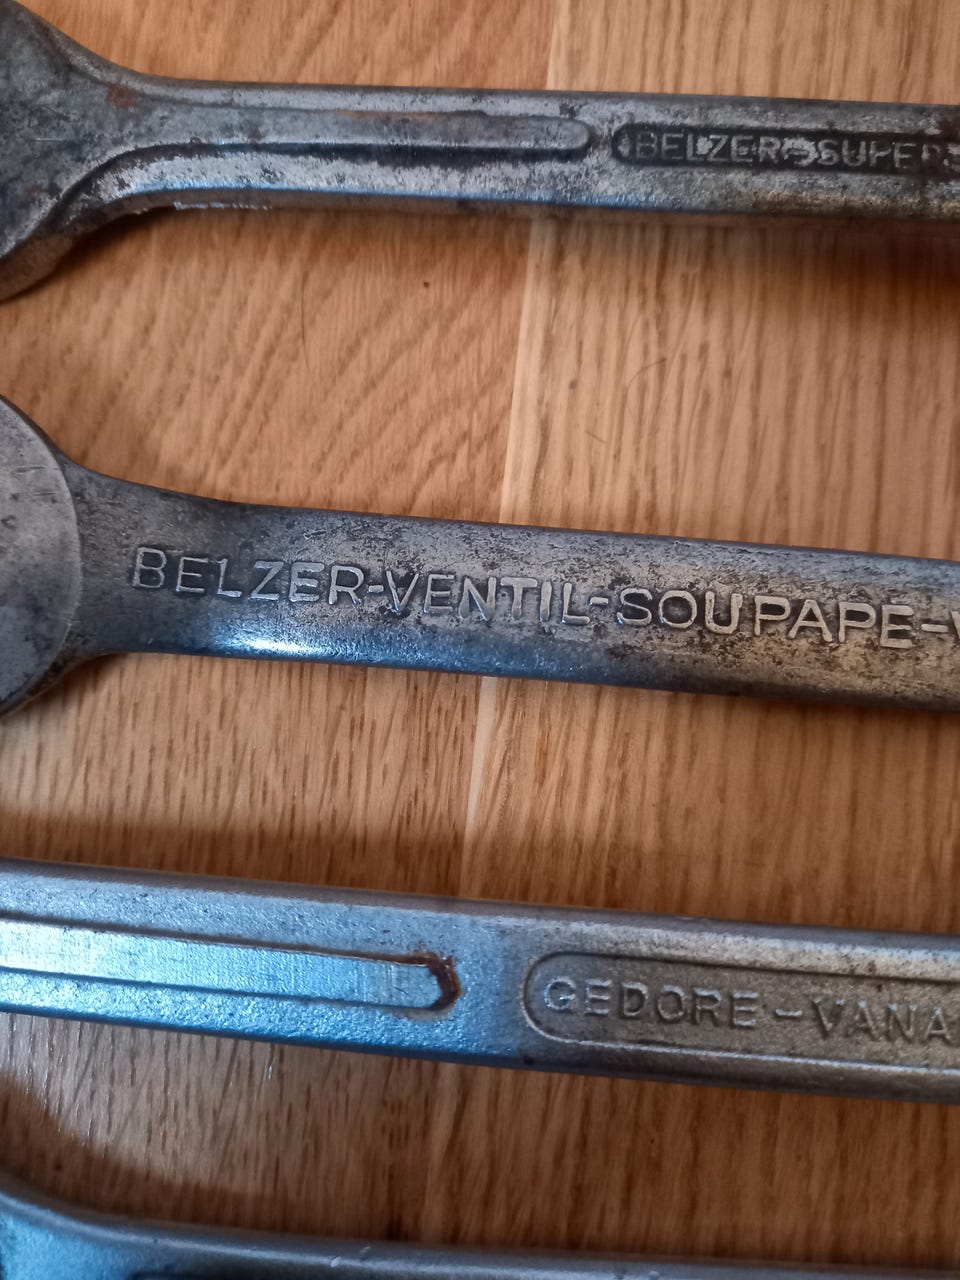 BELZER-SUPER
BELZER-VENTIL-SOUPAPE-
GEDORE-VANA